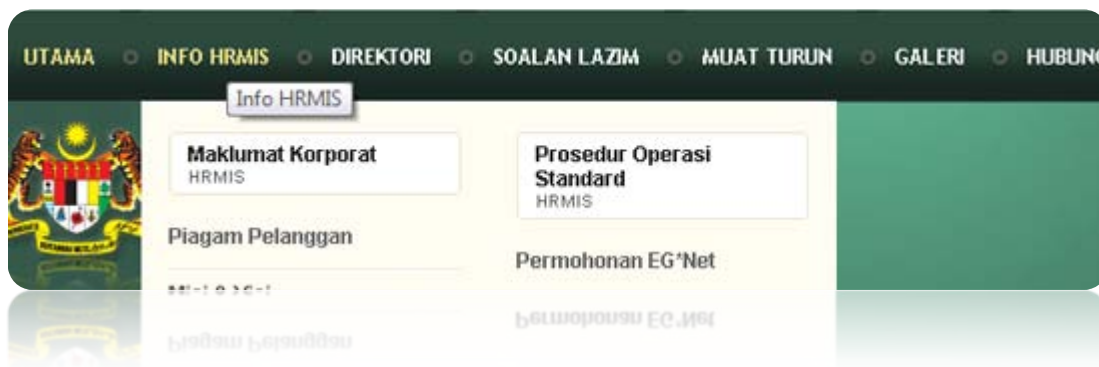 UTAMA INFO HRMIS DIREKTORI SOALAN LAZIM MUAT TURUN GALERI HUBUNG
Info HRMIS
Maklumat Korporat
HRMIS
Piagam Pelanggan
Prosedur Operasi
Standard
HRMIS
Permohonan EG*Net